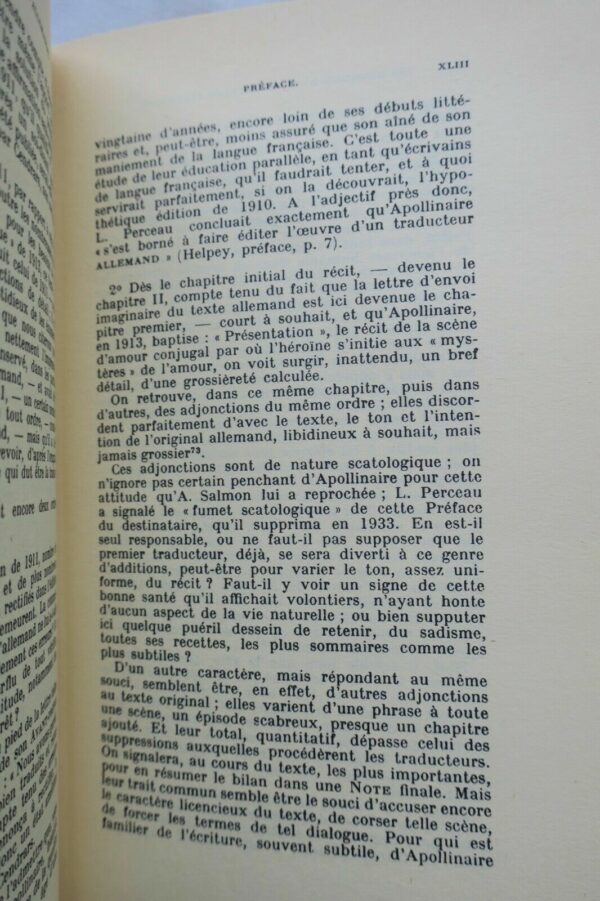 PRÉFACE.
XLIII
vingtaine d'années, encore loin de ses débuts litté-
raires et, peut-être, moins assuré que son aîné de son
maniement de la langue française. C'est toute une
étude de leur éducation parallèle, en tant qu'écrivains
de langue française, qu'il faudrait tenter, et à quoi
servirait parfaitement, si on la découvrait, l'hypo-
thétique édition de 1910. A l'adjectif près donc,
L. Perceau concluait exactement qu'Apollinaire
« s'est borné à faire éditer l'œuvre d'un traducteur
ALLEMAND » (Helpey, préface, p. 7).
2º Dès le chapitre initial du récit, — devenu le
chapitre II, compte tenu du fait que la lettre d'envoi
imaginaire du texte allemand est ici devenue le cha-
pitre premier, — court à souhait, et qu'Apollinaire,
en 1913, baptise : « Présentation », le récit de la scène
d'amour conjugal par où l'héroïne s'initie aux « mys-
tères » de l'amour, on voit surgir, inattendu, un bref
détail, d'une grossièreté calculée.
On retrouve, dans ce même chapitre, puis dans
d'autres, des adjonctions du même ordre ; elles discor-
dent parfaitement d'avec le texte, le ton et l'inten-
tion de l'original allemand, libidineux à souhait, mais
jamais grossier⁷³.
Ces adjonctions sont de nature scatologique ; on
n'ignore pas certain penchant d'Apollinaire pour cette
attitude qu'A. Salmon lui a reprochée ; L. Perceau
a signalé le « fumet scatologique » de cette Préface
du destinataire, qu'il supprima en 1933. En est-il
seul responsable, ou ne faut-il pas supposer que le
premier traducteur, déjà, se sera diverti à ce genre
d'additions, peut-être pour varier le ton, assez uni-
forme, du récit ? Faut-il y voir un signe de cette
bonne santé qu'il affichait volontiers, n'ayant honte
d'aucun aspect de la vie naturelle ; ou bien supputer
ici quelque puéril dessein de retenir, du sadisme,
toutes ses recettes, les plus sommaires comme les
plus subtiles ?
D'un autre caractère, mais répondant au même
souci, semblent être, en effet, d'autres adjonctions
au texte original ; elles varient d'une phrase à toute
une scène, un épisode scabreux, presque un chapitre
ajouté. Et leur total, quantitatif, dépasse celui des
suppressions auxquelles procédèrent les traducteurs.
On signalera, au cours du texte, les plus importantes,
pour en résumer le bilan dans une NOTE finale. Mais
leur trait commun semble être le souci d'accuser encore
le caractère licencieux du texte, de corser telle scène,
de forcer les termes de tel dialogue. Pour qui est
familier de l'écriture, souvent subtile, d'Apollinaire